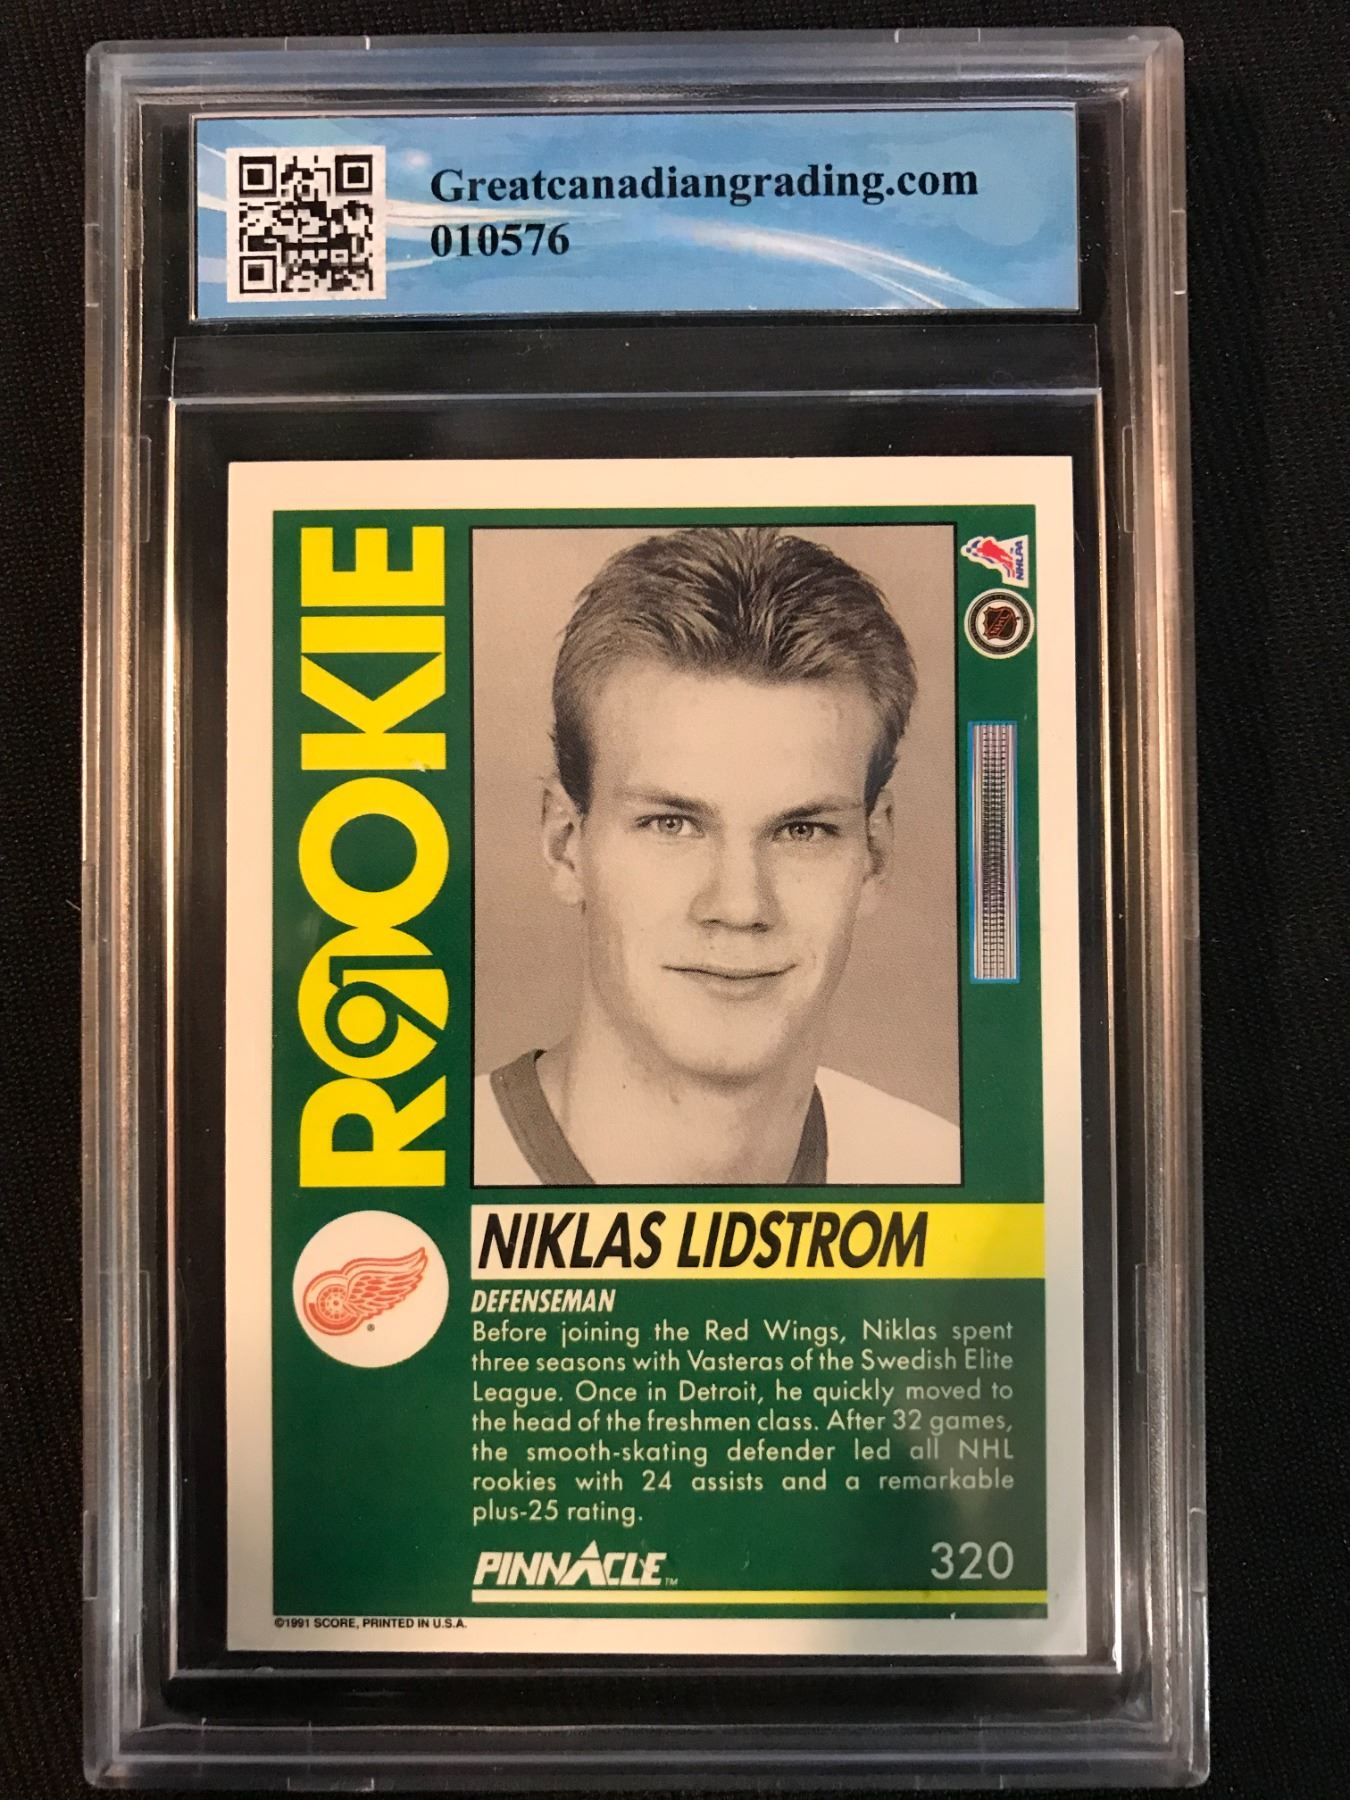 Greatcanadiangrading.com
010576
ROOKIE
91
NHLPA
NHL
NIKLAS LIDSTROM
DEFENSEMAN
Before joining the Red Wings, Niklas spent
three seasons with Vasteras of the Swedish Elite
League. Once in Detroit, he quickly moved to
the head of the freshmen class. After 32 games,
the smooth-skating defender led all NHL
rookies with 24 assists and a remarkable
plus-25 rating.
PINNACLE™
320
©1991 SCORE, PRINTED IN U.S.A.